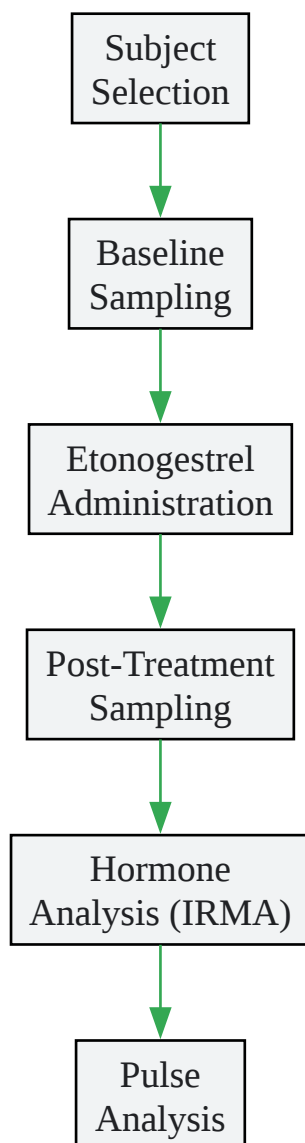 Subject
Selection
Baseline
Sampling
Etonogestrel
Administration
Post-Treatment
Sampling
Hormone
Analysis (IRMA)
Pulse
Analysis